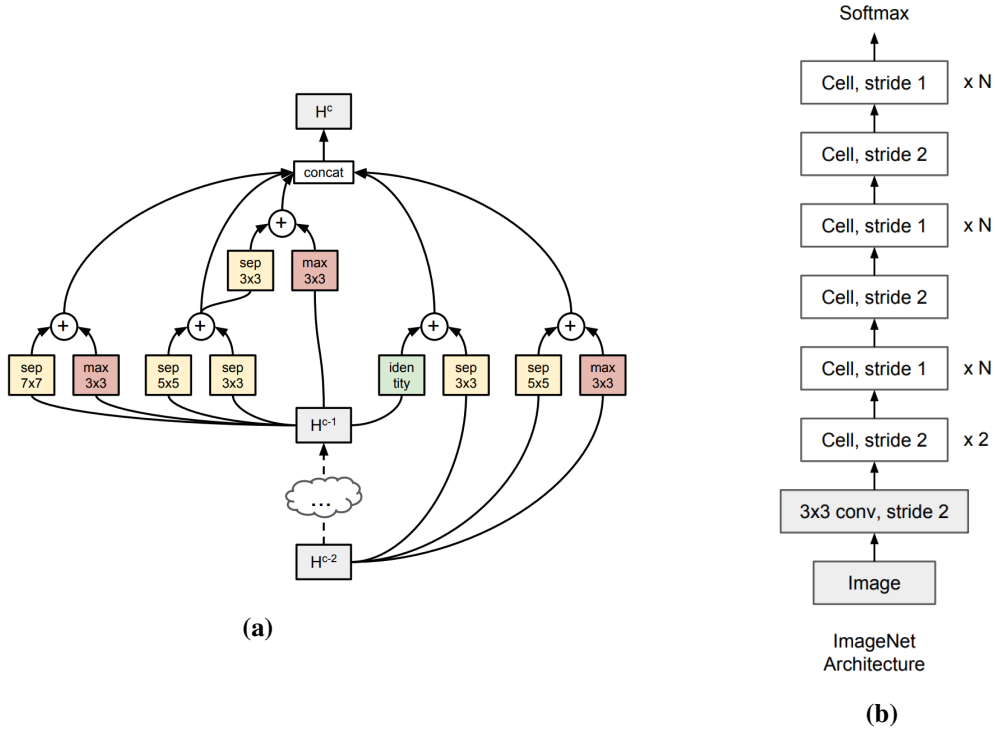 H^c
concat
+
sep
3x3
max
3x3
+
+
+
+
sep
7x7
max
3x3
sep
5x5
sep
3x3
iden
tity
sep
3x3
sep
5x5
max
3x3
H^c-1
...
H^c-2
(a)
Softmax
Cell, stride 1 x N
Cell, stride 2
Cell, stride 1 x N
Cell, stride 2
Cell, stride 1 x N
Cell, stride 2 x 2
3x3 conv, stride 2
Image
ImageNet
Architecture
(b)